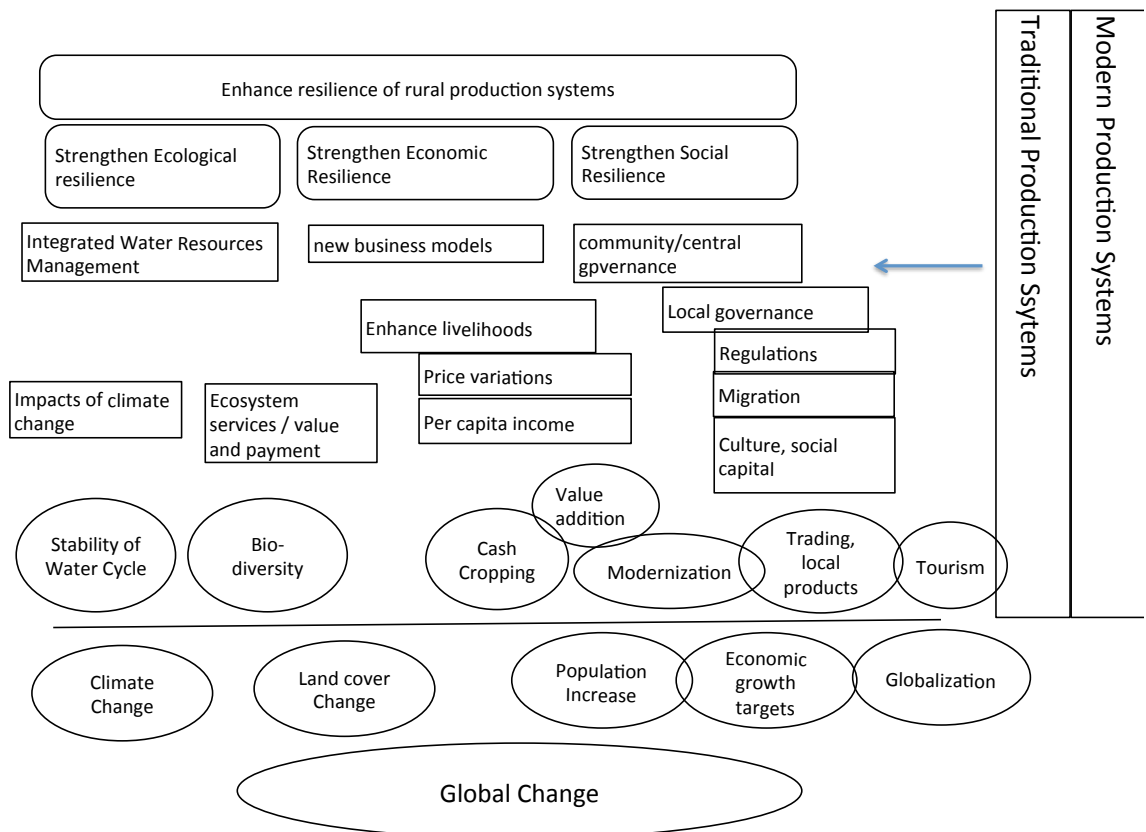 Enhance resilience of rural production systems
Strengthen Ecological
resilience
Strengthen Economic
Resilience
Strengthen Social
Resilience
Integrated Water Resources
Management
new business models
community/central
gpvernance
Local governance
Enhance livelihoods
Regulations
Price variations
Migration
Per capita income
Impacts of climate
change
Ecosystem
services / value
and payment
Culture, social
capital
Value
addition
Stability of
Water Cycle
Bio-
diversity
Cash
Cropping
Modernization
Trading,
local
products
Tourism
Climate
Change
Land cover
Change
Population
Increase
Economic
growth
targets
Globalization
Global Change
Traditional Production Ssytems
Modern Production Systems